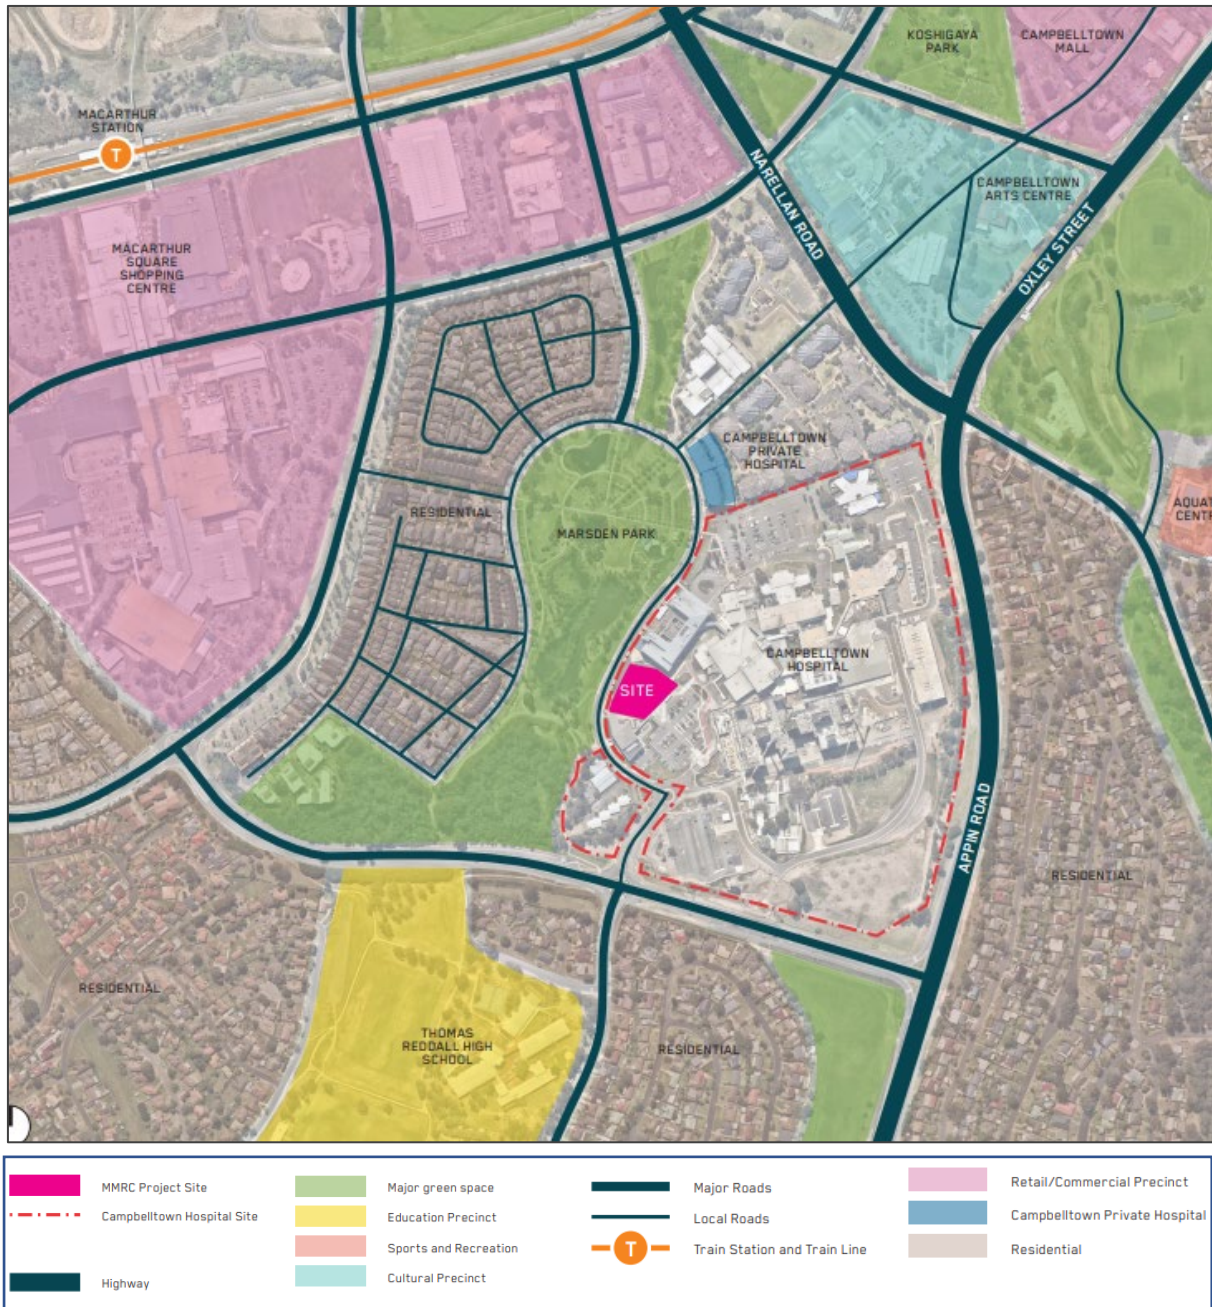 KOSHIGAYA
PARK
CAMPBELLTOWN
MALL
MACARTHUR
STATION
T
NARELLAN ROAD
CAMPBELLTOWN
ARTS CENTRE
OXLEY STREET
MACARTHUR
SQUARE
SHOPPING
CENTRE
CAMPBELLTOWN
PRIVATE
HOSPITAL
RESIDENTIAL
MARSDEN PARK
AQUAT
CENT
CAMPBELLTOWN
HOSPITAL
SITE
APPIN ROAD
RESIDENTIAL
RESIDENTIAL
THOMAS
REDDALL HIGH
SCHOOL
RESIDENTIAL
MMRC Project Site
Campbelltown Hospital Site
Highway
Major green space
Education Precinct
Sports and Recreation
Cultural Precinct
Major Roads
Local Roads
T Train Station and Train Line
Retail/Commercial Precinct
Campbelltown Private Hospital
Residential